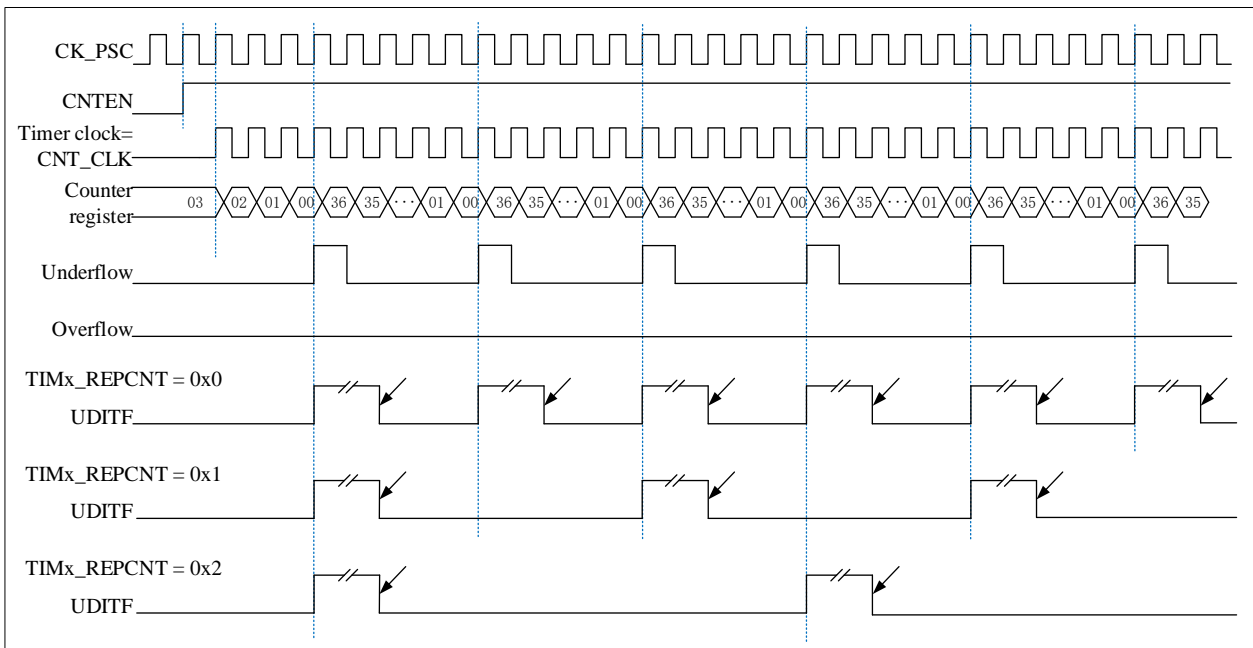 CK_PSC
CNTEN
Timer clock=
CNT_CLK
Counter
register
03 02 01 00 36 35 ··· 01 00 36 35 ··· 01 00 36 35 ··· 01 00 36 35 ··· 01 00 36 35 ··· 01 00 36 35
Underflow
Overflow
TIMx_REPCNT = 0x0
UDITF
TIMx_REPCNT = 0x1
UDITF
TIMx_REPCNT = 0x2
UDITF